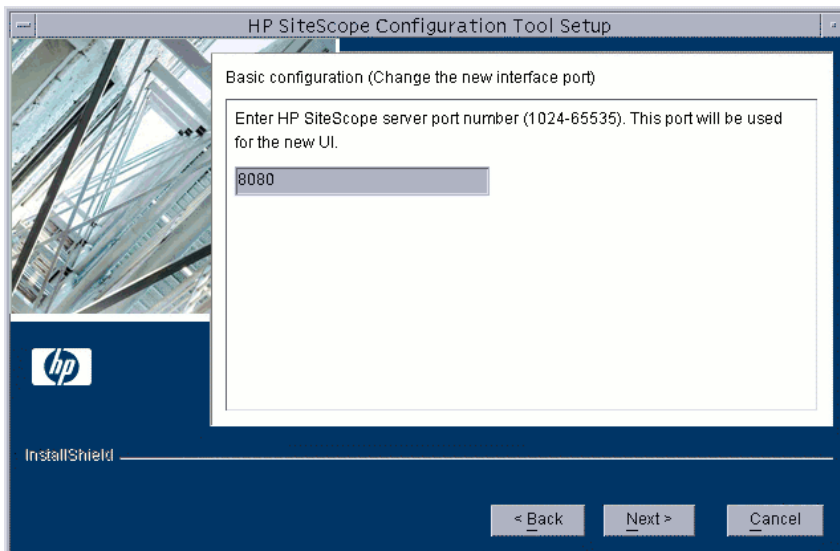 HP SiteScope Configuration Tool Setup
Basic configuration (Change the new interface port)
Enter HP SiteScope server port number (1024-65535). This port will be used
for the new UI.
8080
hp
InstallShield
< Back
Next >
Cancel